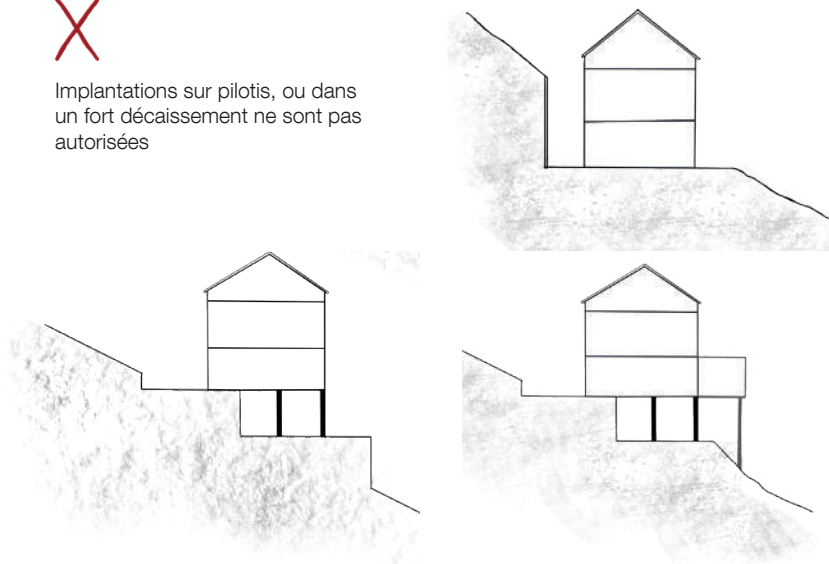 Implantations sur pilotis, ou dans
un fort décaissement ne sont pas
autorisées